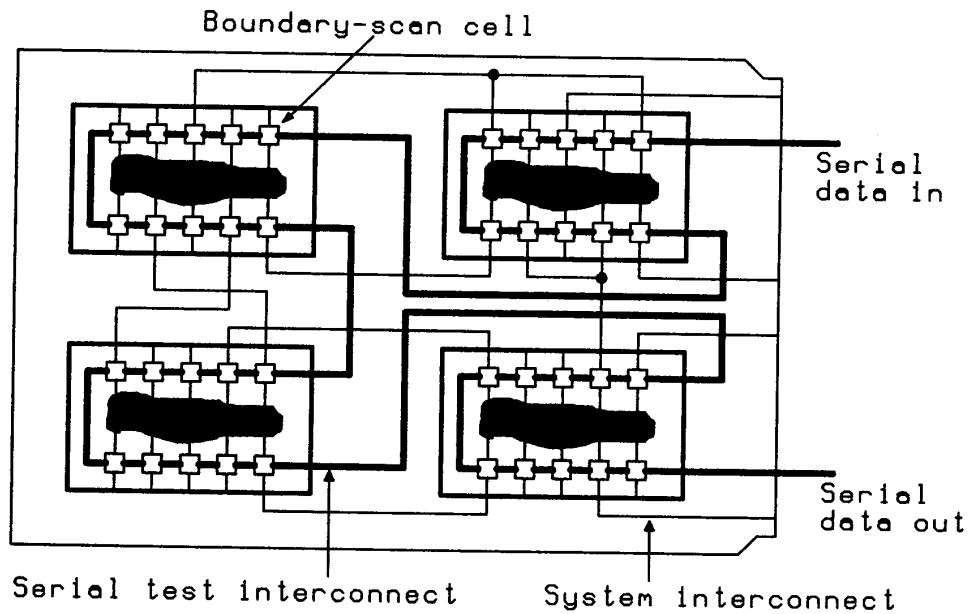 Boundary-scan cell
Serial
data in
Serial
data out
Serial test interconnect
System interconnect